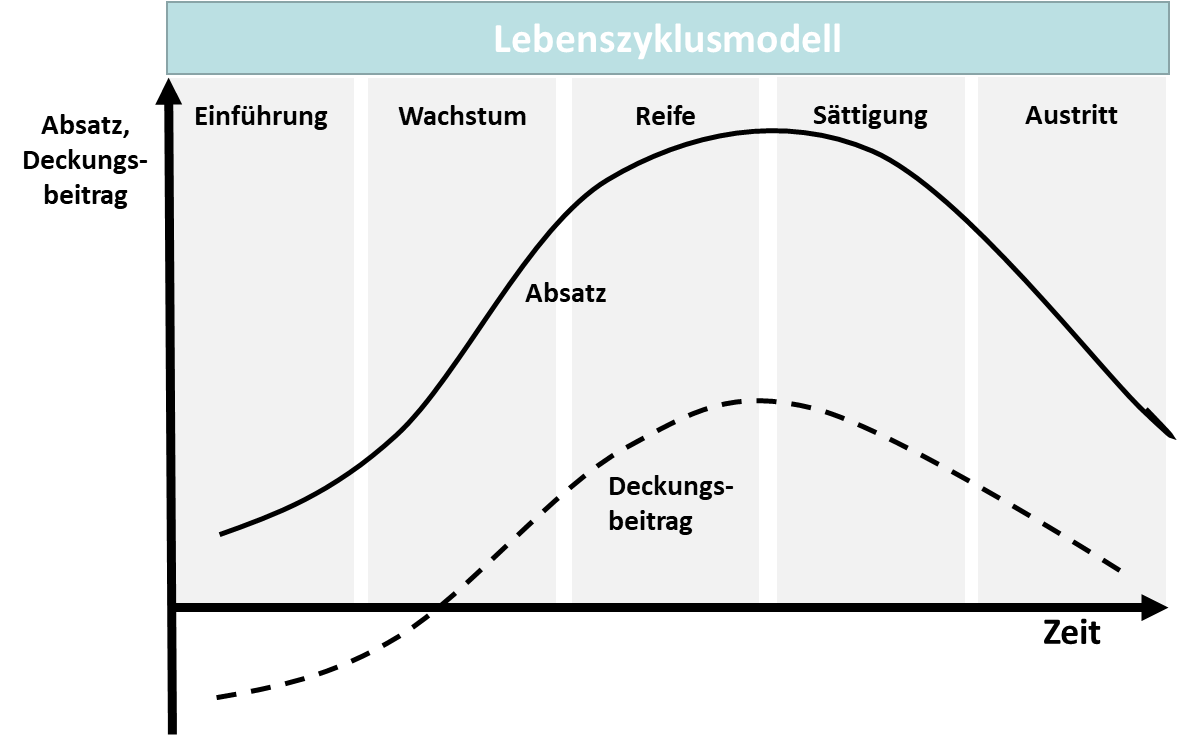 Lebenszyklusmodell
Absatz,
Deckungs-
beitrag
Einführung
Wachstum
Reife
Sättigung
Austritt
Absatz
Deckungs-
beitrag
Zeit